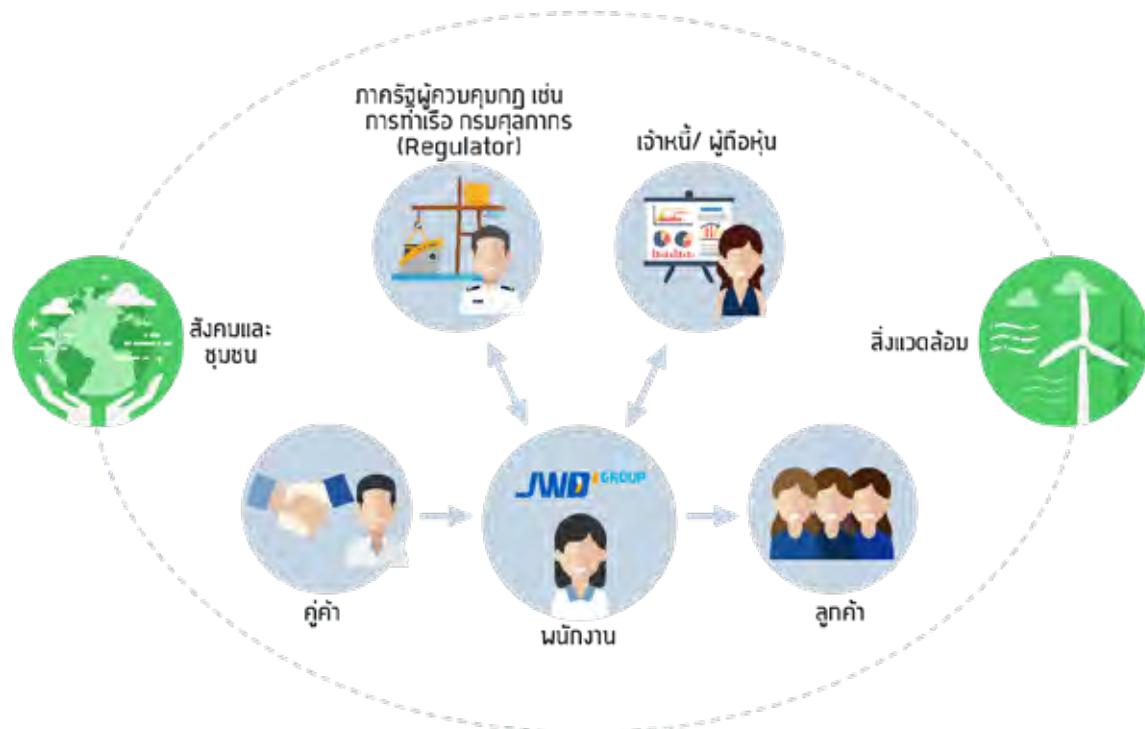 ภาครัฐผู้ควบคุมกฎ เช่น
การท่าเรือ กรมศุลกากร
(Regulator)
เจ้าหนี้/ ผู้ถือหุ้น
สังคมและ
ชุมชน
สิ่งแวดล้อม
JWD GROUP
คู่ค้า
พนักงาน
ลูกค้า